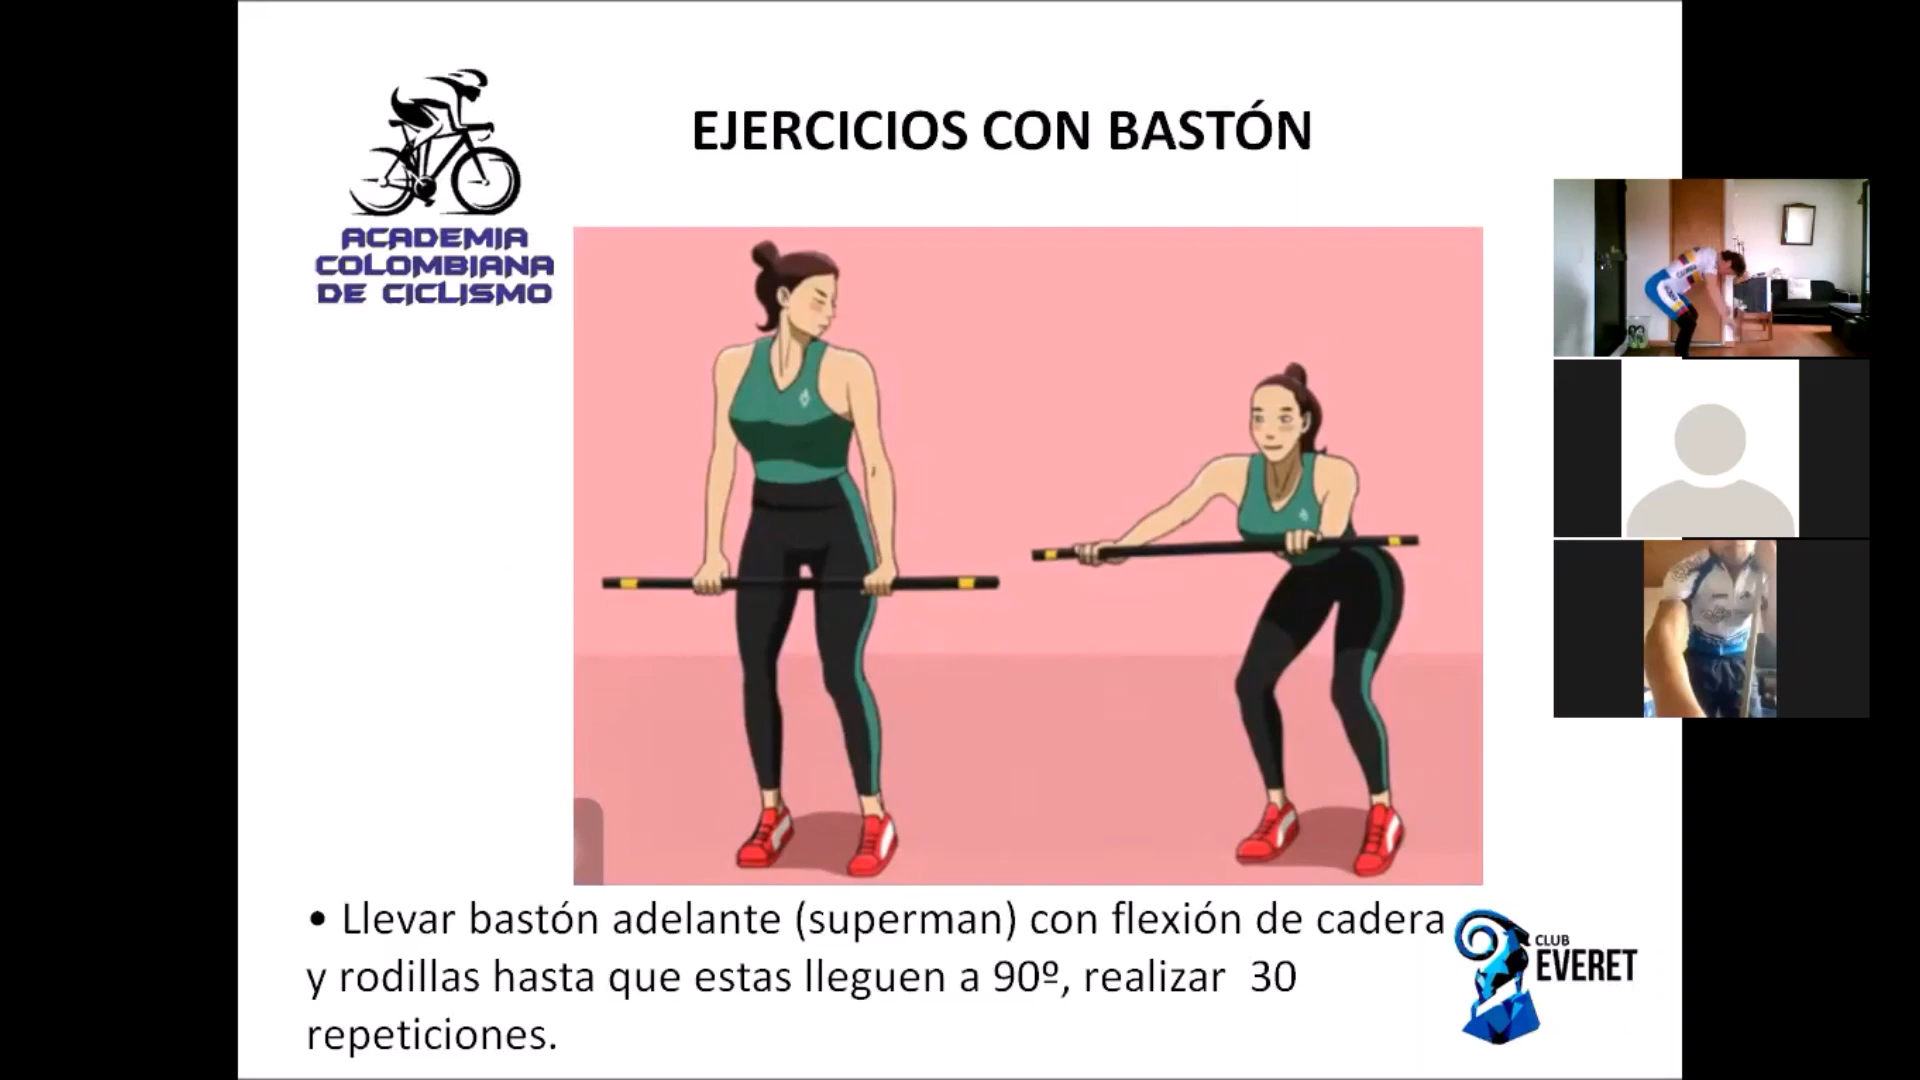 EJERCICIOS CON BASTÓN
ACADEMIA
COLOMBIANA
DE CICLISMO
• Llevar bastón adelante (superman) con flexión de cadera
y rodillas hasta que estas lleguen a 90º, realizar 30
repeticiones.
CLUB
EVERET